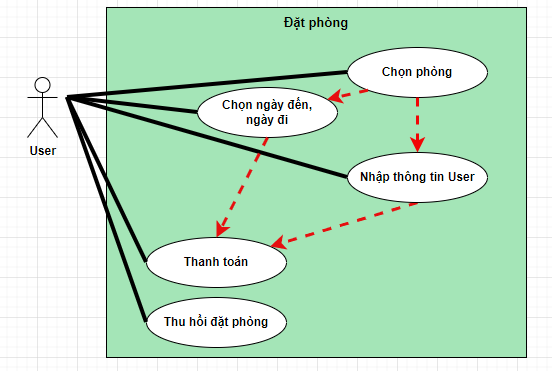 Đặt phòng
Chọn phòng
Chọn ngày đến,
ngày đi
User
Nhập thông tin User
Thanh toán
Thu hồi đặt phòng